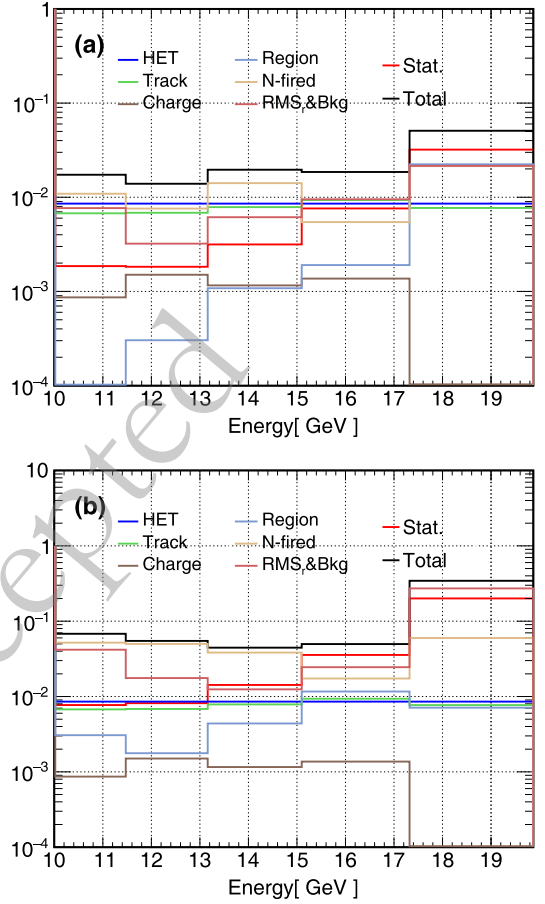 1
(a)
HET Region Stat.
Track N-fired Total
Charge RMSr&Bkg
10⁻¹
10⁻²
10⁻³
10⁻⁴
10 11 12 13 14 15 16 17 18 19
Energy[ GeV ]
10
(b)
HET Region Stat.
Track N-fired Total
Charge RMSr&Bkg
1
10⁻¹
10⁻²
10⁻³
10⁻⁴
10 11 12 13 14 15 16 17 18 19
Energy[ GeV ]
epted